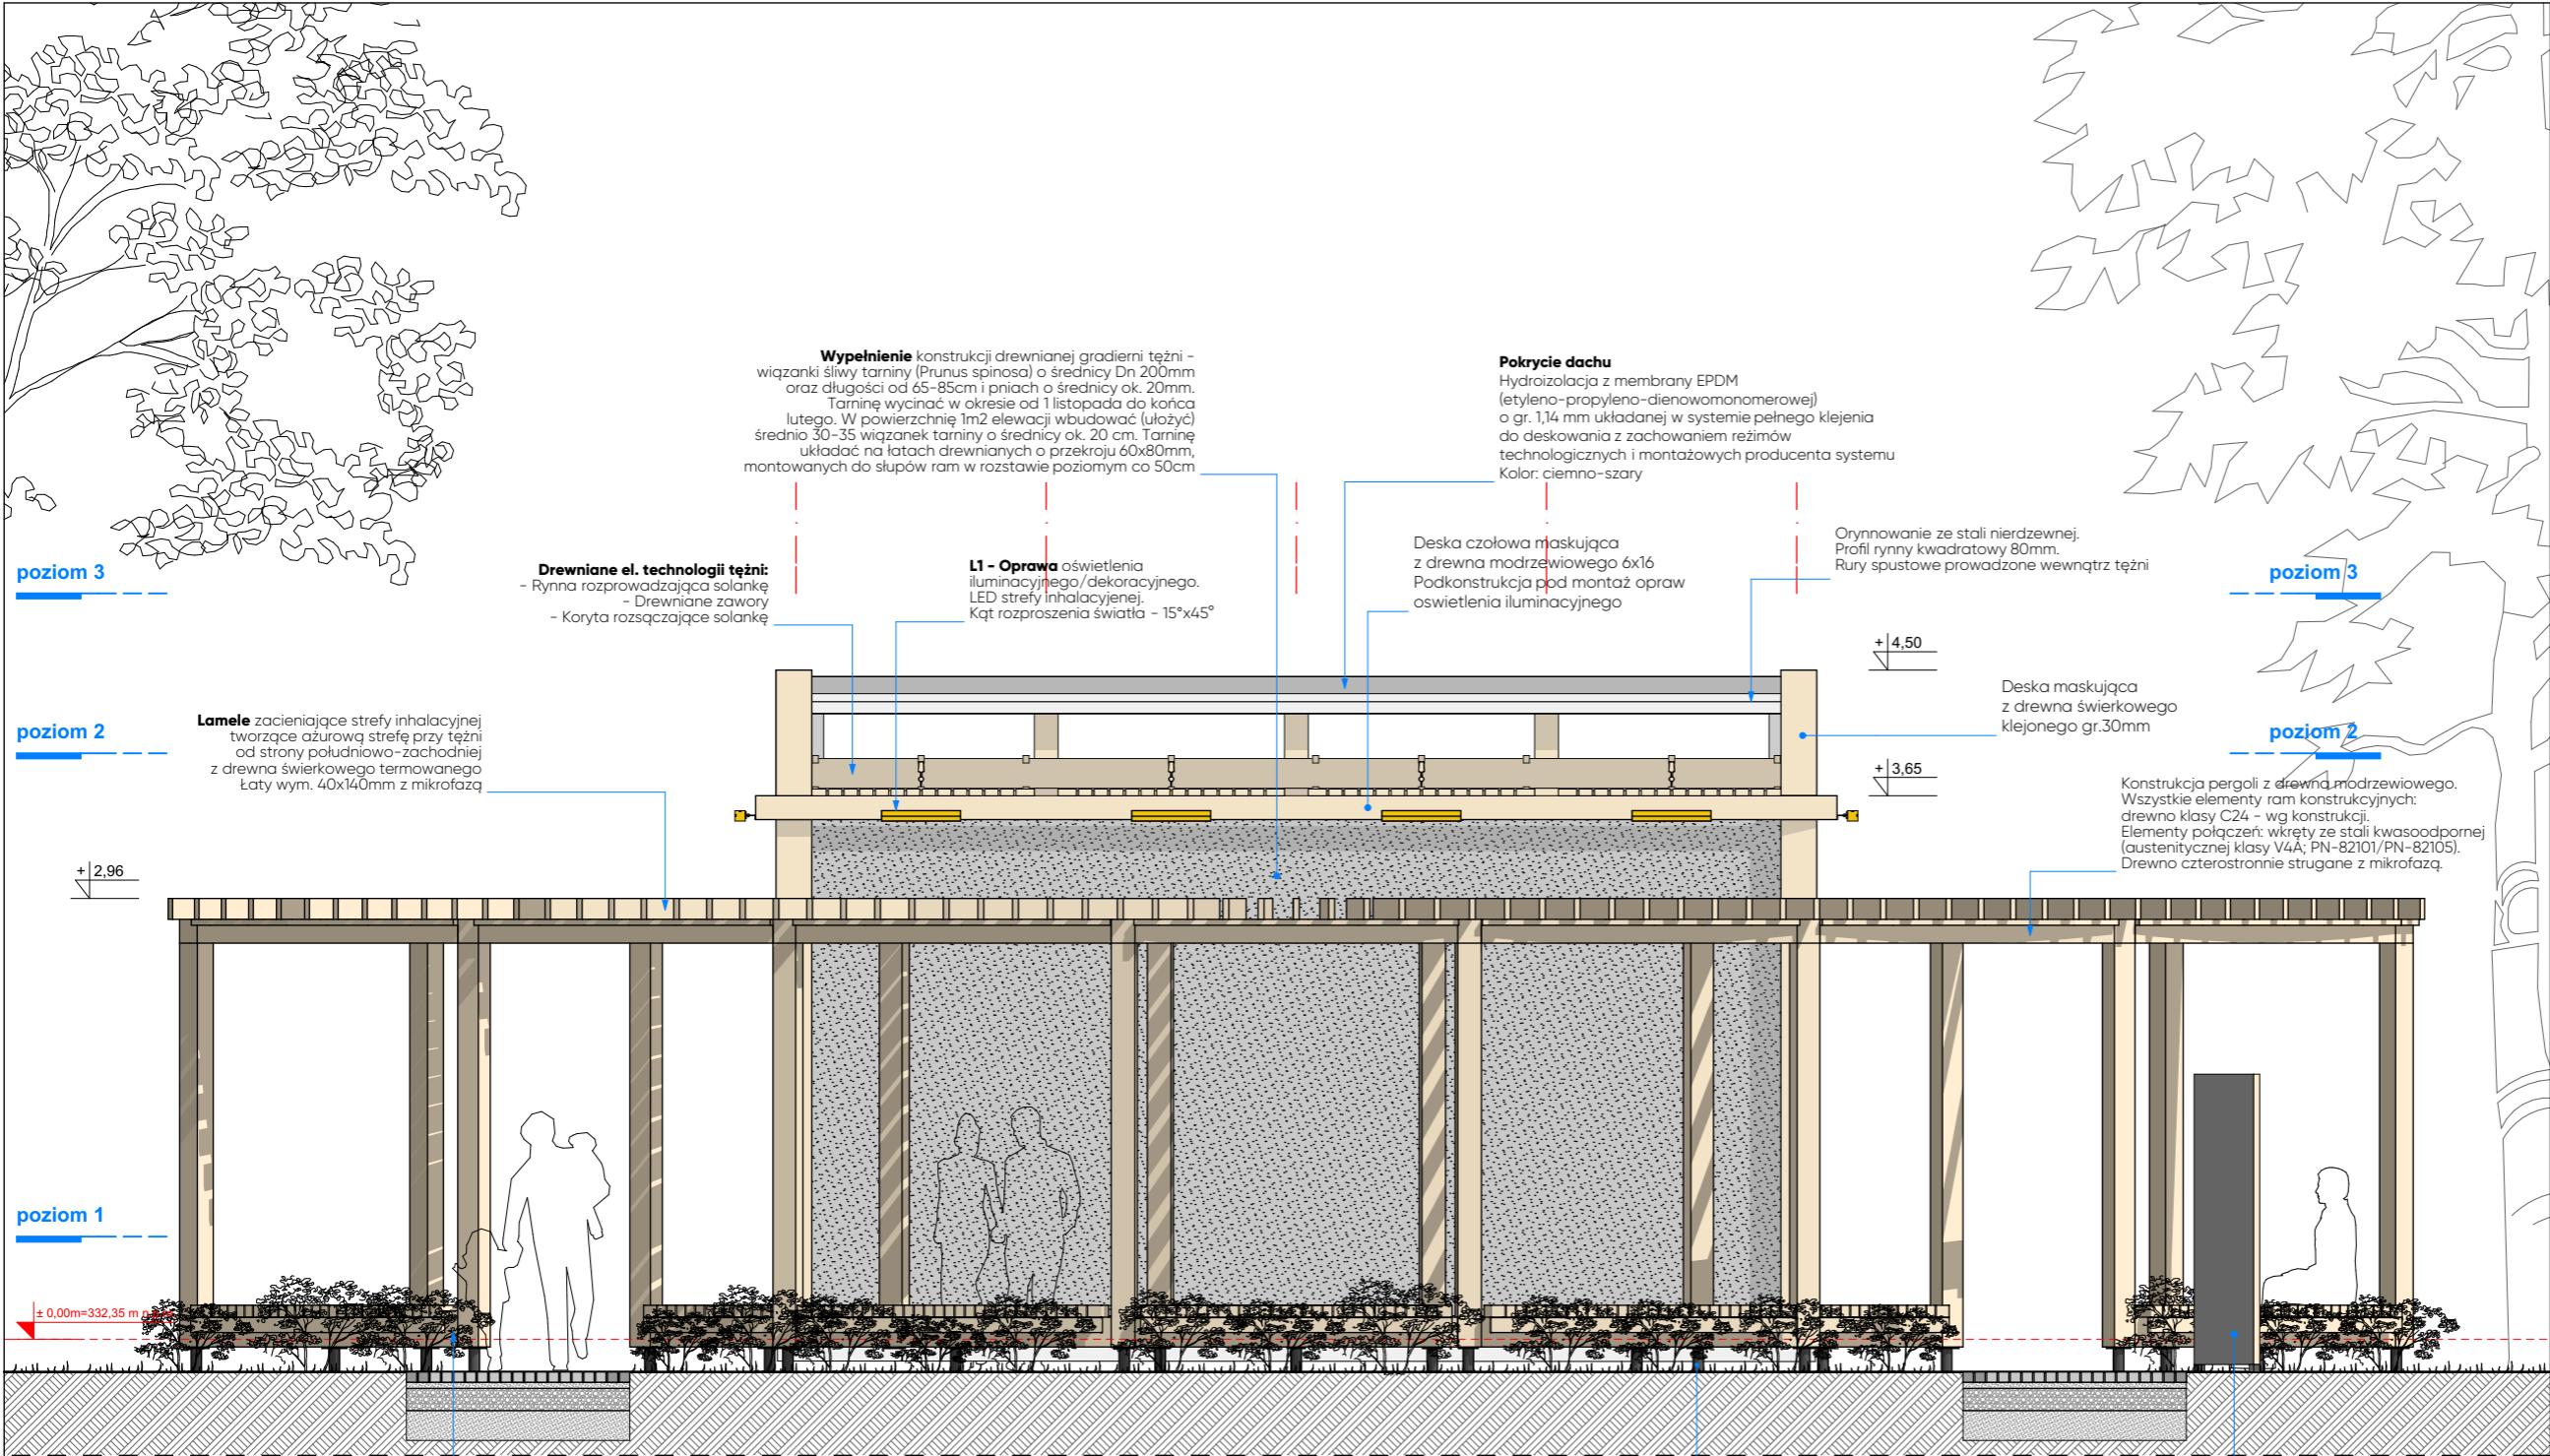 Wypełnienie konstrukcji drewnianej gradierni tężni -
wiązanki śliwy tarniny (Prunus spinosa) o średnicy Dn 200mm
oraz długości od 65-85cm i pniach o średnicy ok. 20mm.
Tarninę wycinać w okresie od 1 listopada do końca
lutego. W powierzchnię 1m2 elewacji wbudować (ułożyć)
średnio 30-35 wiązanek tarniny o średnicy ok. 20 cm. Tarninę
układać na łatach drewnianych o przekroju 60x80mm,
montowanych do słupów ram w rozstawie poziomym co 50cm
Pokrycie dachu
Hydroizolacja z membrany EPDM
(etyleno-propyleno-dienowomonomerowej)
o gr. 1,14 mm układanej w systemie pełnego klejenia
do deskowania z zachowaniem reżimów
technologicznych i montażowych producenta systemu
Kolor: ciemno-szary
poziom 3
Drewniane el. technologii tężni:
- Rynna rozprowadzająca solankę
- Drewniane zawory
- Koryta rozsączające solankę
L1 - Oprawa oświetlenia
iluminacyjnego/dekoracyjnego.
LED strefy inhalacyjenej.
Kąt rozproszenia światła - 15°x45°
Deska czołowa maskująca
z drewna modrzewiowego 6x16
Podkonstrukcja pod montaż opraw
oswietlenia iluminacyjnego
Orynnowanie ze stali nierdzewnej.
Profil rynny kwadratowy 80mm.
Rury spustowe prowadzone wewnątrz tężni
poziom 3
+ 4,50
Deska maskująca
z drewna świerkowego
klejonego gr.30mm
poziom 2
Lamele zacieniające strefy inhalacyjnej
tworzące ażurową strefę przy tężni
od strony południowo-zachodniej
z drewna świerkowego termowanego
Łaty wym. 40x140mm z mikrofazą
poziom 2
+ 3,65
Konstrukcja pergoli z drewna modrzewiowego.
Wszystkie elementy ram konstrukcyjnych:
drewno klasy C24 - wg konstrukcji.
Elementy połączeń: wkręty ze stali kwasoodpornej
(austenitycznej klasy V4A; PN-82101/PN-82105).
Drewno czterostronnie strugane z mikrofazą.
+ 2,96
poziom 1
± 0,00m=332,35 m